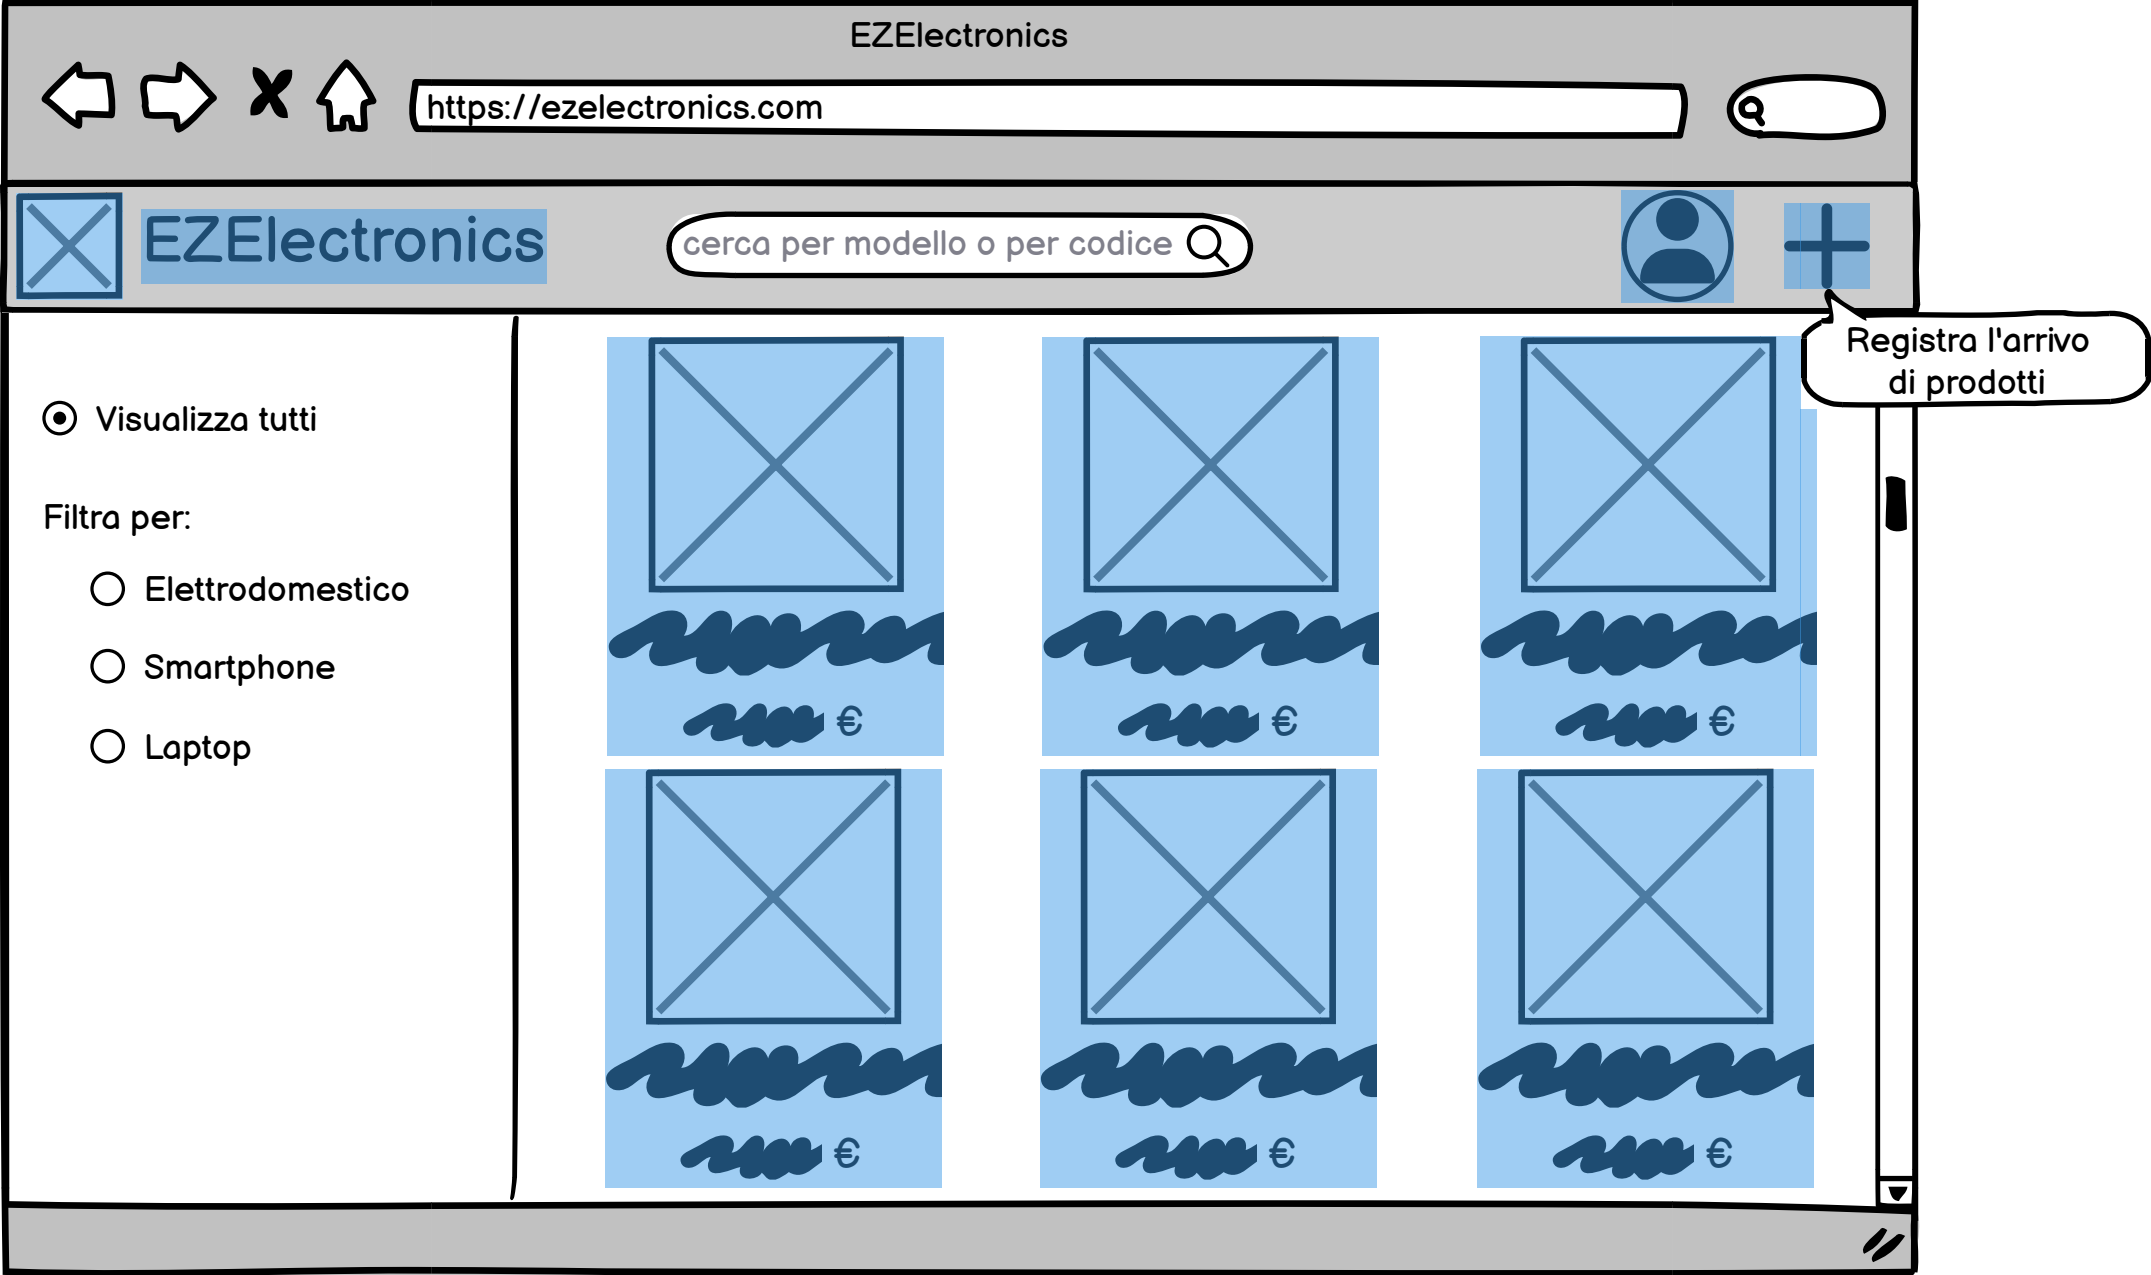 EZElectronics
https://ezelectronics.com
EZElectronics
cerca per modello o per codice
Registra l'arrivo
di prodotti
Visualizza tutti
Filtra per:
Elettrodomestico
Smartphone
Laptop
€
€
€
€
€
€